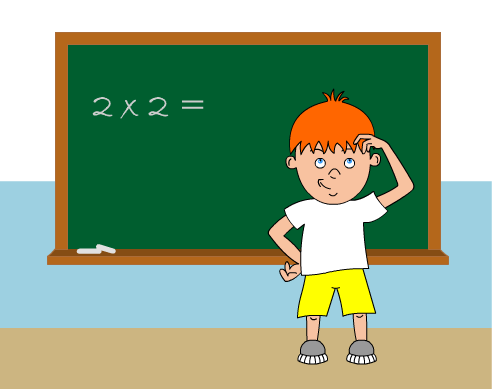 2 x 2 =